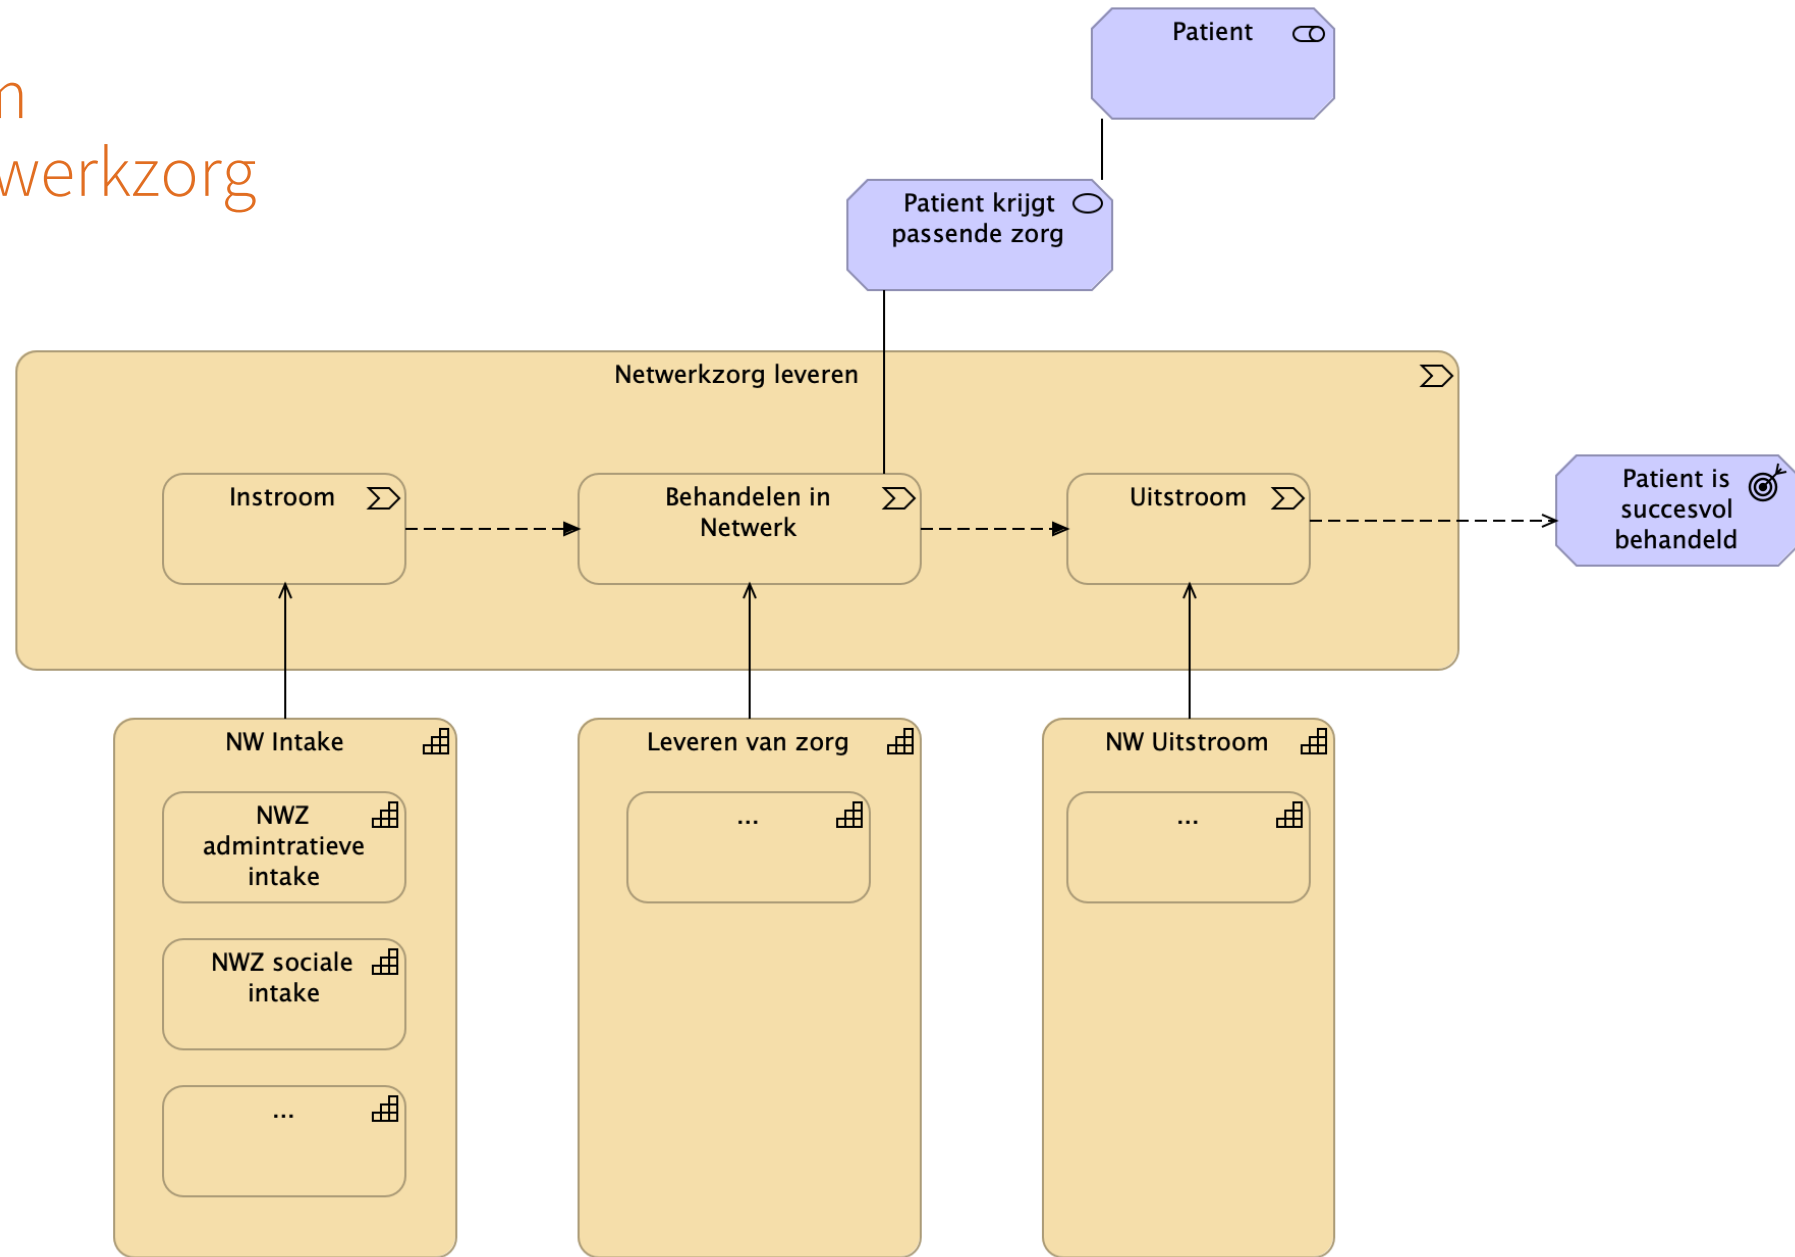 m
werkzorg
Patient
Patient krijgt
passende zorg
Netwerkzorg leveren
Instroom
Behandelen in
Netwerk
Uitstroom
Patient is
succesvol
behandeld
NW Intake
Leveren van zorg
NW Uitstroom
NWZ
admintratieve
intake
...
...
NWZ sociale
intake
...